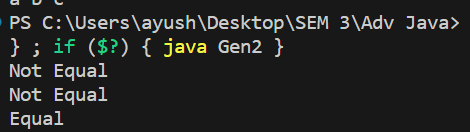 a b c
PS C:\Users\ayush\Desktop\SEM 3\Adv Java>
} ; if ($?) { java Gen2 }
Not Equal
Not Equal
Equal